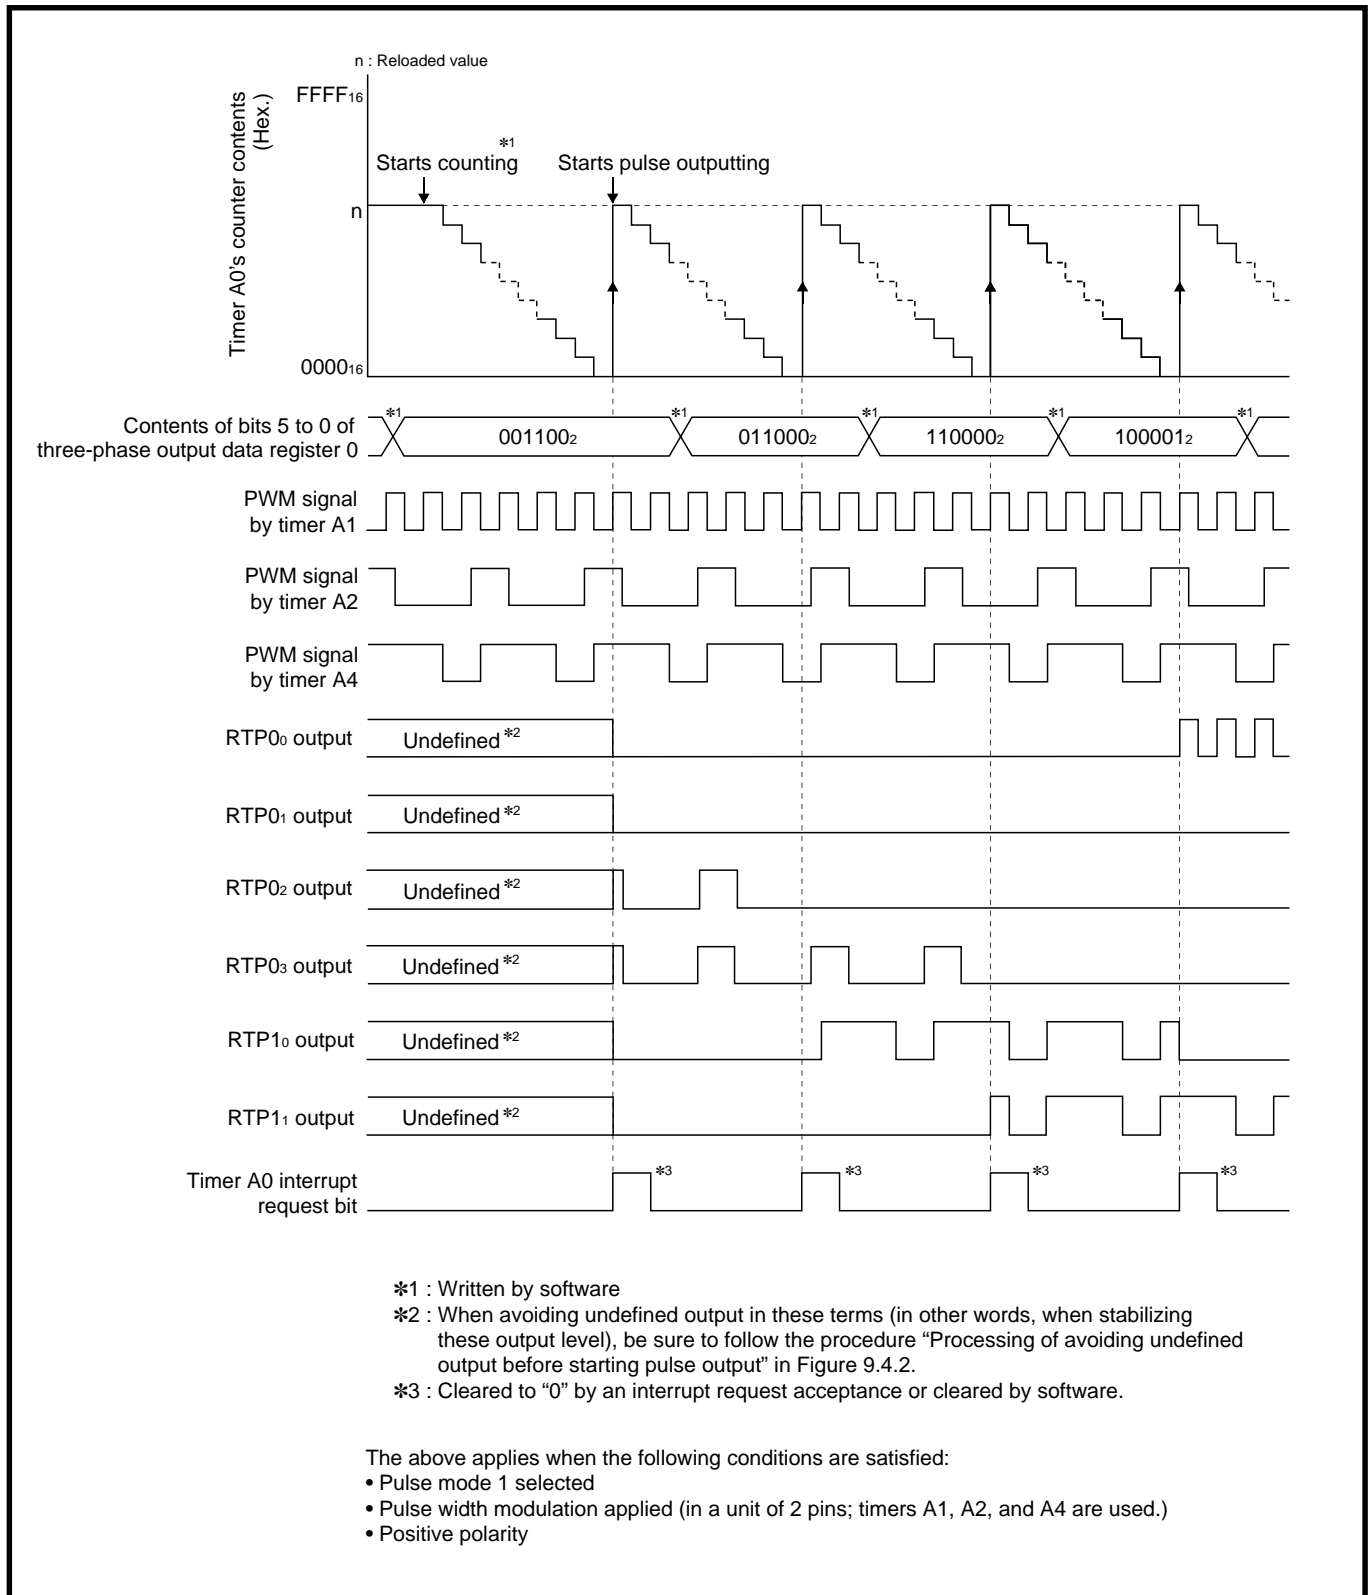 n : Reloaded value
FFFF16
Timer A0’s counter contents
(Hex.)
✽1
Starts counting
Starts pulse outputting
n
000016
Contents of bits 5 to 0 of
three-phase output data register 0
✽1
0011002
✽1
0110002
✽1
1100002
✽1
1000012
✽1
PWM signal
by timer A1
PWM signal
by timer A2
PWM signal
by timer A4
RTP00 output
Undefined ✽2
RTP01 output
Undefined ✽2
RTP02 output
Undefined ✽2
RTP03 output
Undefined ✽2
RTP10 output
Undefined ✽2
RTP11 output
Undefined ✽2
Timer A0 interrupt
request bit
✽3
✽3
✽3
✽3
✽1 : Written by software
✽2 : When avoiding undefined output in these terms (in other words, when stabilizing
these output level), be sure to follow the procedure “Processing of avoiding undefined
output before starting pulse output” in Figure 9.4.2.
✽3 : Cleared to “0” by an interrupt request acceptance or cleared by software.
The above applies when the following conditions are satisfied:
• Pulse mode 1 selected
• Pulse width modulation applied (in a unit of 2 pins; timers A1, A2, and A4 are used.)
• Positive polarity